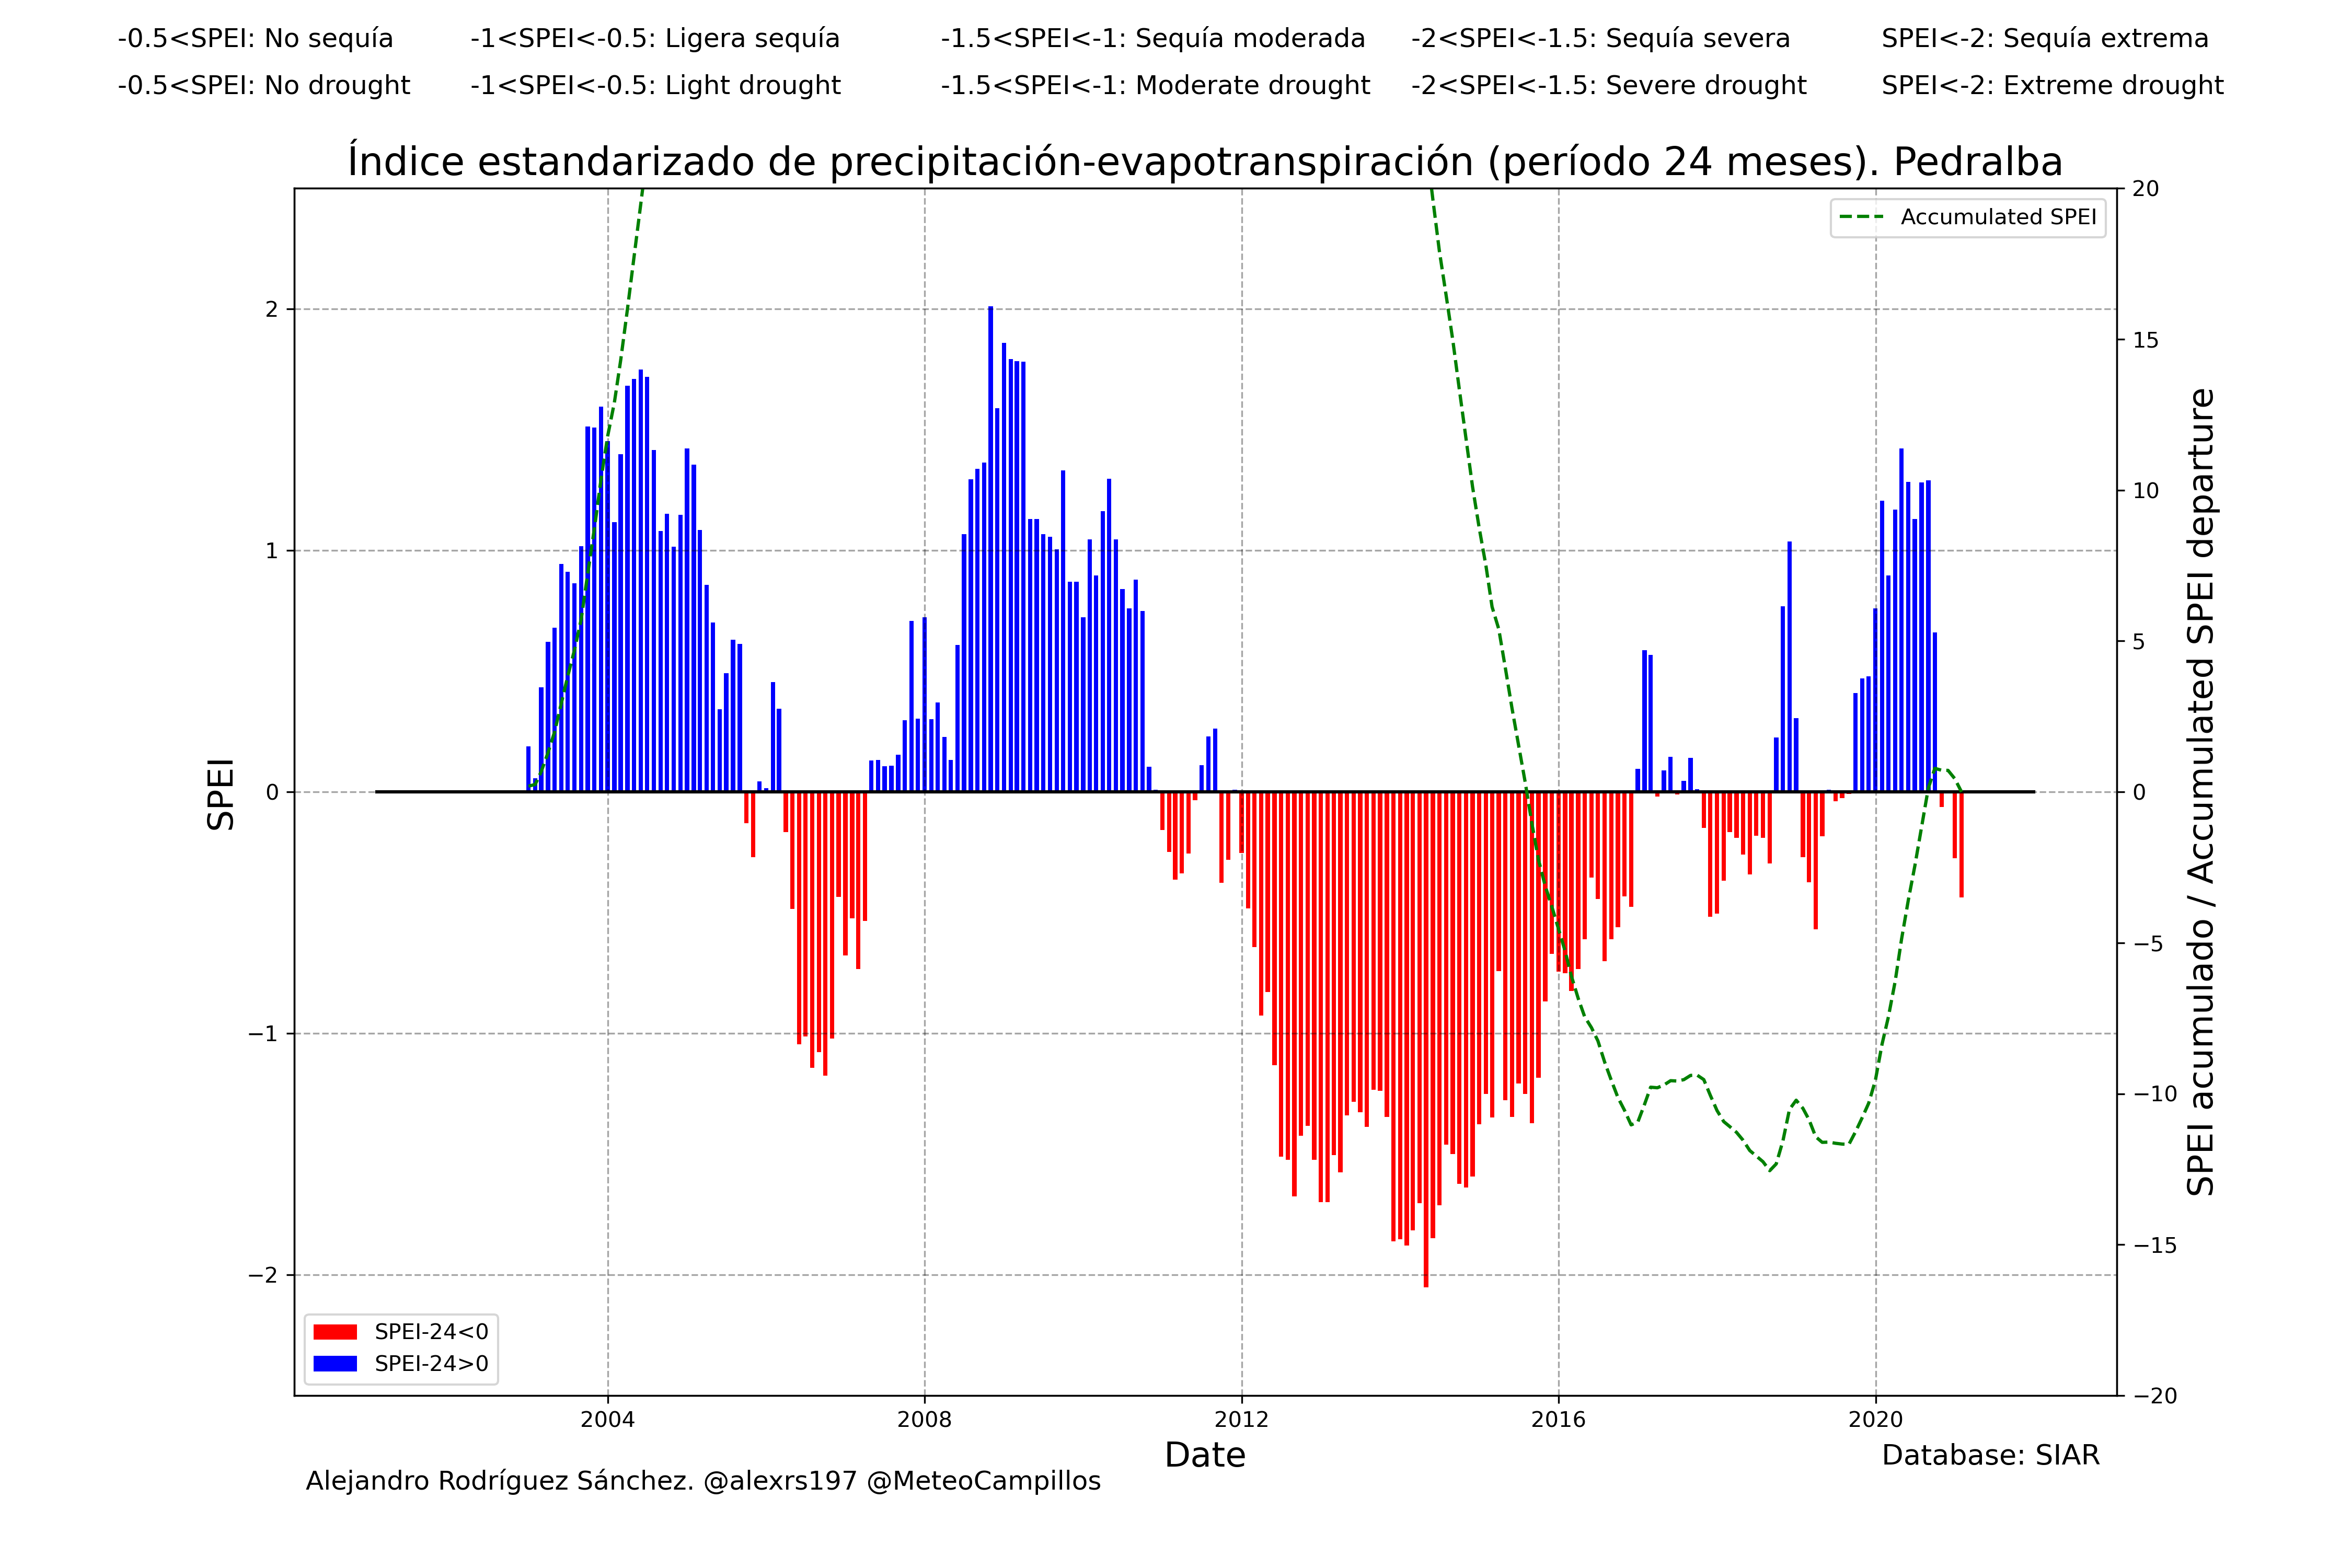 -0.5<SPEI: No sequía -1<SPEI<-0.5: Ligera sequía -1.5<SPEI<-1: Sequía moderada -2<SPEI<-1.5: Sequía severa SPEI<-2: Sequía extrema
-0.5<SPEI: No drought -1<SPEI<-0.5: Light drought -1.5<SPEI<-1: Moderate drought -2<SPEI<-1.5: Severe drought SPEI<-2: Extreme drought
Índice estandarizado de precipitación-evapotranspiración (período 24 meses). Pedralba
Accumulated SPEI
SPEI
2
1
0
−1
−2
20
15
10
5
0
−5
−10
−15
−20
SPEI acumulado / Accumulated SPEI departure
SPEI-24<0
SPEI-24>0
2004 2008 2012 2016 2020
Date
Database: SIAR
Alejandro Rodríguez Sánchez. @alexrs197 @MeteoCampillos